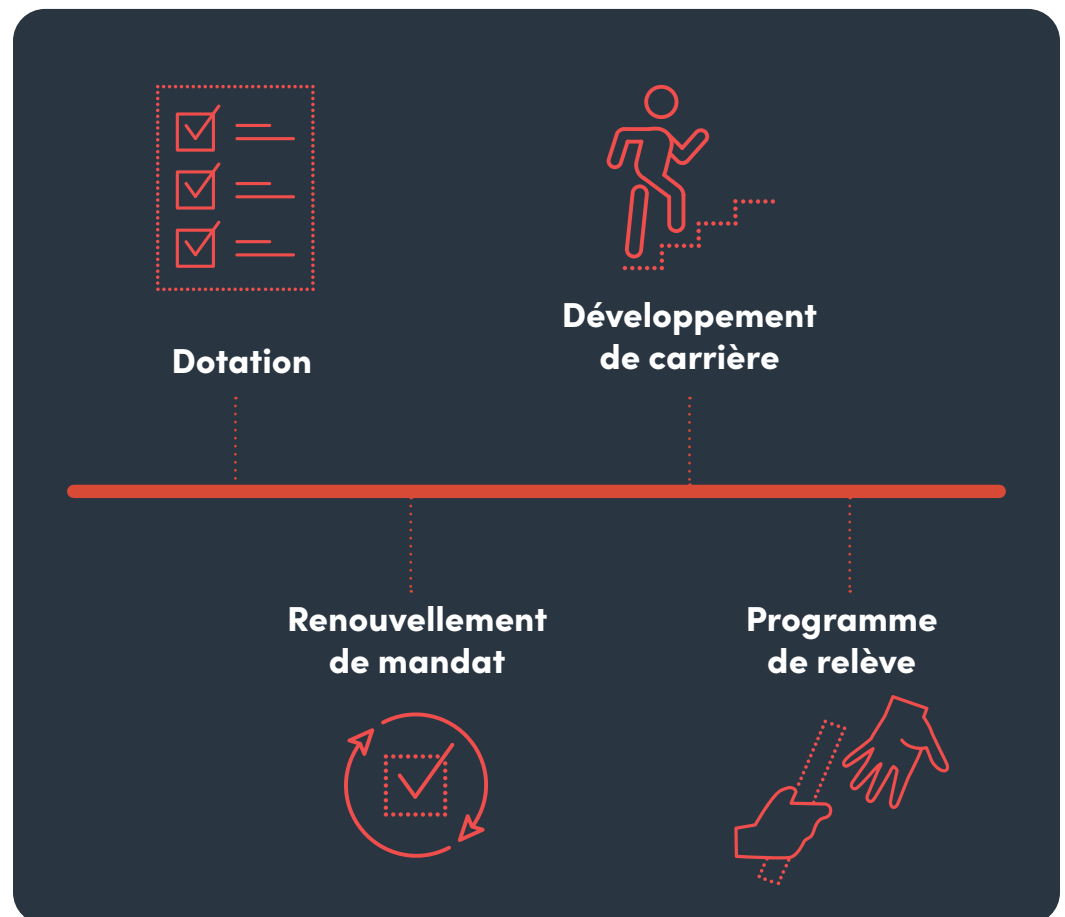 Dotation
Développement
de carrière
Renouvellement
de mandat
Programme
de relève